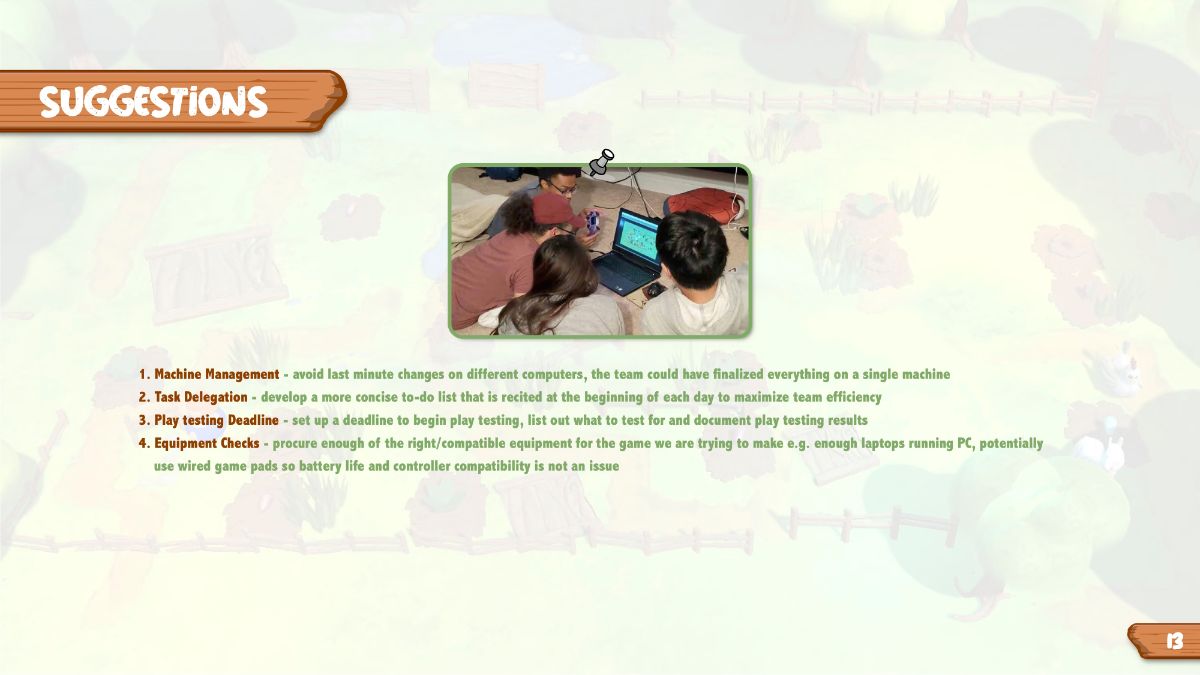 SUGGESTIONS
1. Machine Management - avoid last minute changes on different computers, the team could have finalized everything on a single machine
2. Task Delegation - develop a more concise to-do list that is recited at the beginning of each day to maximize team efficiency
3. Play testing Deadline - set up a deadline to begin play testing, list out what to test for and document play testing results
4. Equipment Checks - procure enough of the right/compatible equipment for the game we are trying to make e.g. enough laptops running PC, potentially
use wired game pads so battery life and controller compatibility is not an issue
13